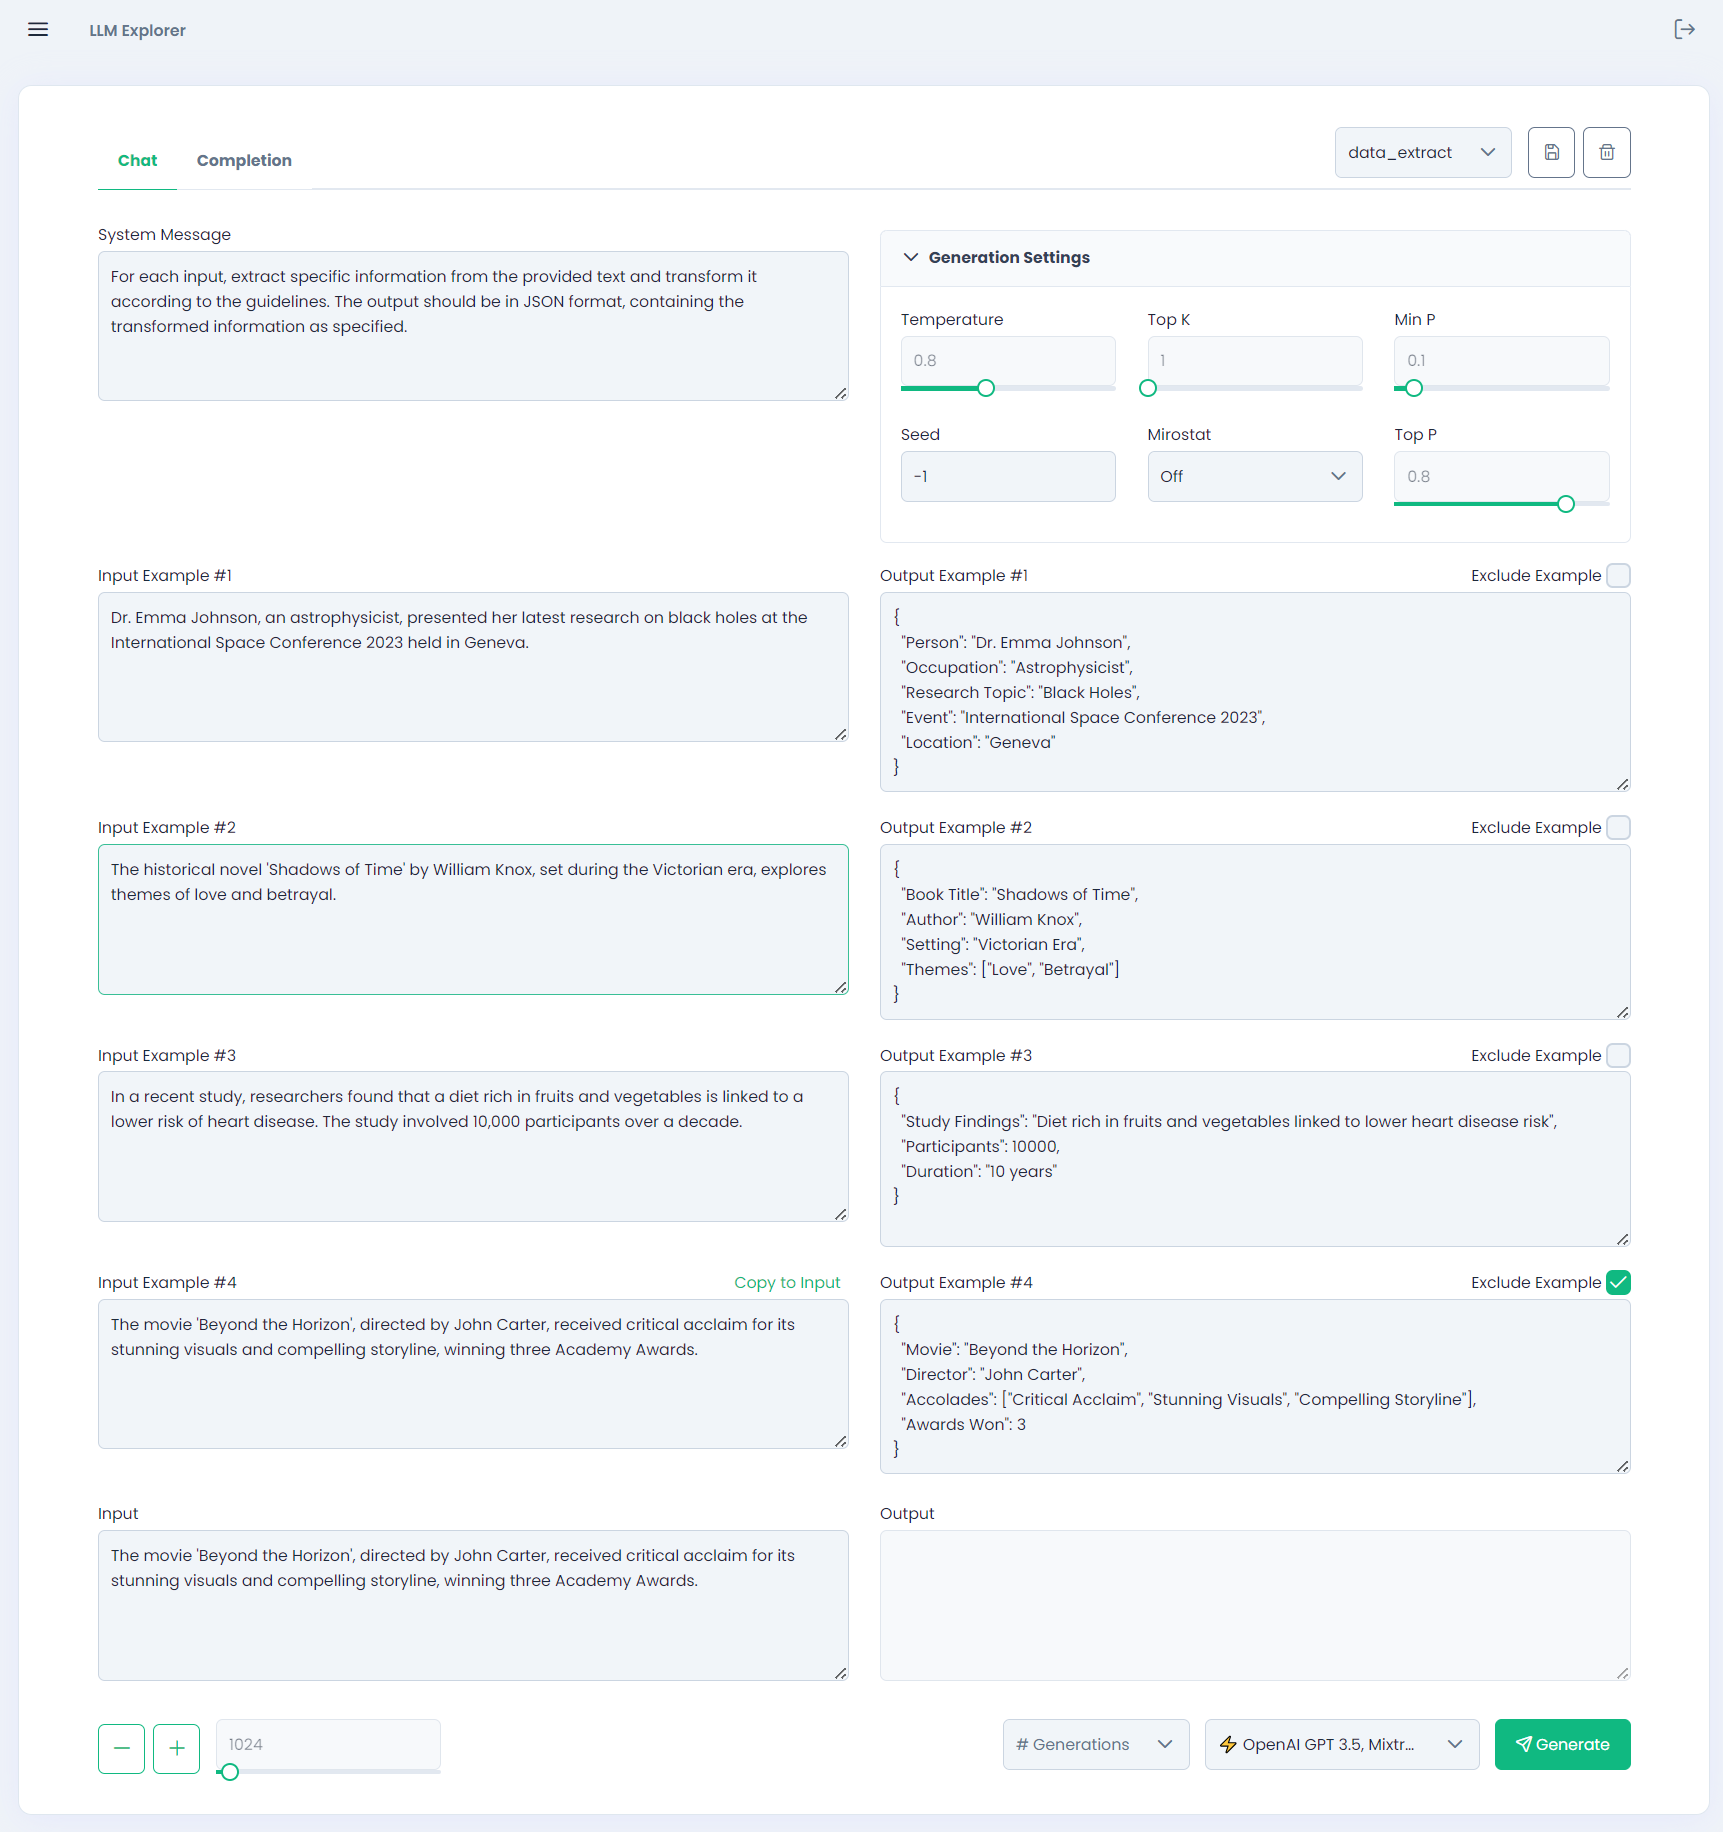 LLM Explorer
Chat
Completion
data_extract
System Message
For each input, extract specific information from the provided text and transform it
according to the guidelines. The output should be in JSON format, containing the
transformed information as specified.
Generation Settings
Temperature
Top K
Min P
0.8
1
0.1
Seed
Mirostat
Top P
-1
Off
0.8
Input Example #1
Dr. Emma Johnson, an astrophysicist, presented her latest research on black holes at the
International Space Conference 2023 held in Geneva.
Output Example #1
Exclude Example
{
"Person": "Dr. Emma Johnson",
"Occupation": "Astrophysicist",
"Research Topic": "Black Holes",
"Event": "International Space Conference 2023",
"Location": "Geneva"
}
Input Example #2
The historical novel 'Shadows of Time' by William Knox, set during the Victorian era, explores
themes of love and betrayal.
Output Example #2
Exclude Example
{
"Book Title": "Shadows of Time",
"Author": "William Knox",
"Setting": "Victorian Era",
"Themes": ["Love", "Betrayal"]
}
Input Example #3
In a recent study, researchers found that a diet rich in fruits and vegetables is linked to a
lower risk of heart disease. The study involved 10,000 participants over a decade.
Output Example #3
Exclude Example
{
"Study Findings": "Diet rich in fruits and vegetables linked to lower heart disease risk",
"Participants": 10000,
"Duration": "10 years"
}
Input Example #4
Copy to Input
The movie 'Beyond the Horizon', directed by John Carter, received critical acclaim for its
stunning visuals and compelling storyline, winning three Academy Awards.
Output Example #4
Exclude Example
{
"Movie": "Beyond the Horizon",
"Director": "John Carter",
"Accolades": ["Critical Acclaim", "Stunning Visuals", "Compelling Storyline"],
"Awards Won": 3
}
Input
The movie 'Beyond the Horizon', directed by John Carter, received critical acclaim for its
stunning visuals and compelling storyline, winning three Academy Awards.
Output
1024
# Generations
OpenAI GPT 3.5, Mixtr...
Generate